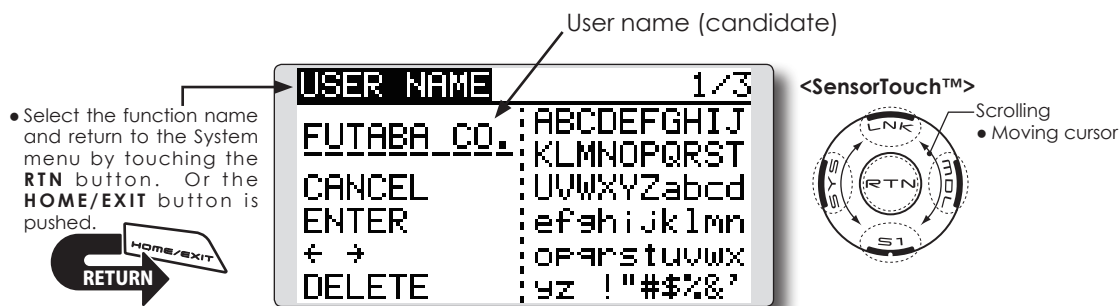 User name (candidate)
● Select the function name
and return to the System
menu by touching the
RTN button. Or the
HOME/EXIT button is
pushed.
HOME/EXIT
RETURN
USER NAME 1/3
FUTABA CO.
CANCEL
ENTER
← →
DELETE
ABCDEFGHIJ
KLMNOPQRST
UVWXYZabcd
efghijklmn
opqrstuvwx
yz !"#$%&'
<SensorTouch™>
Scrolling
● Moving cursor
LNK
SYS
RTN
MDL
S1